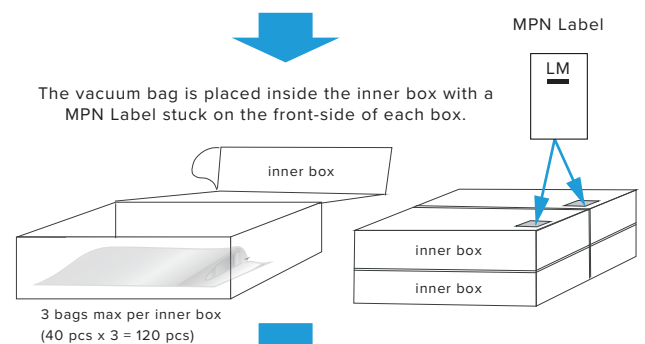 MPN Label
LM
The vacuum bag is placed inside the inner box with a
MPN Label stuck on the front-side of each box.
inner box
inner box
inner box
3 bags max per inner box
(40 pcs x 3 = 120 pcs)